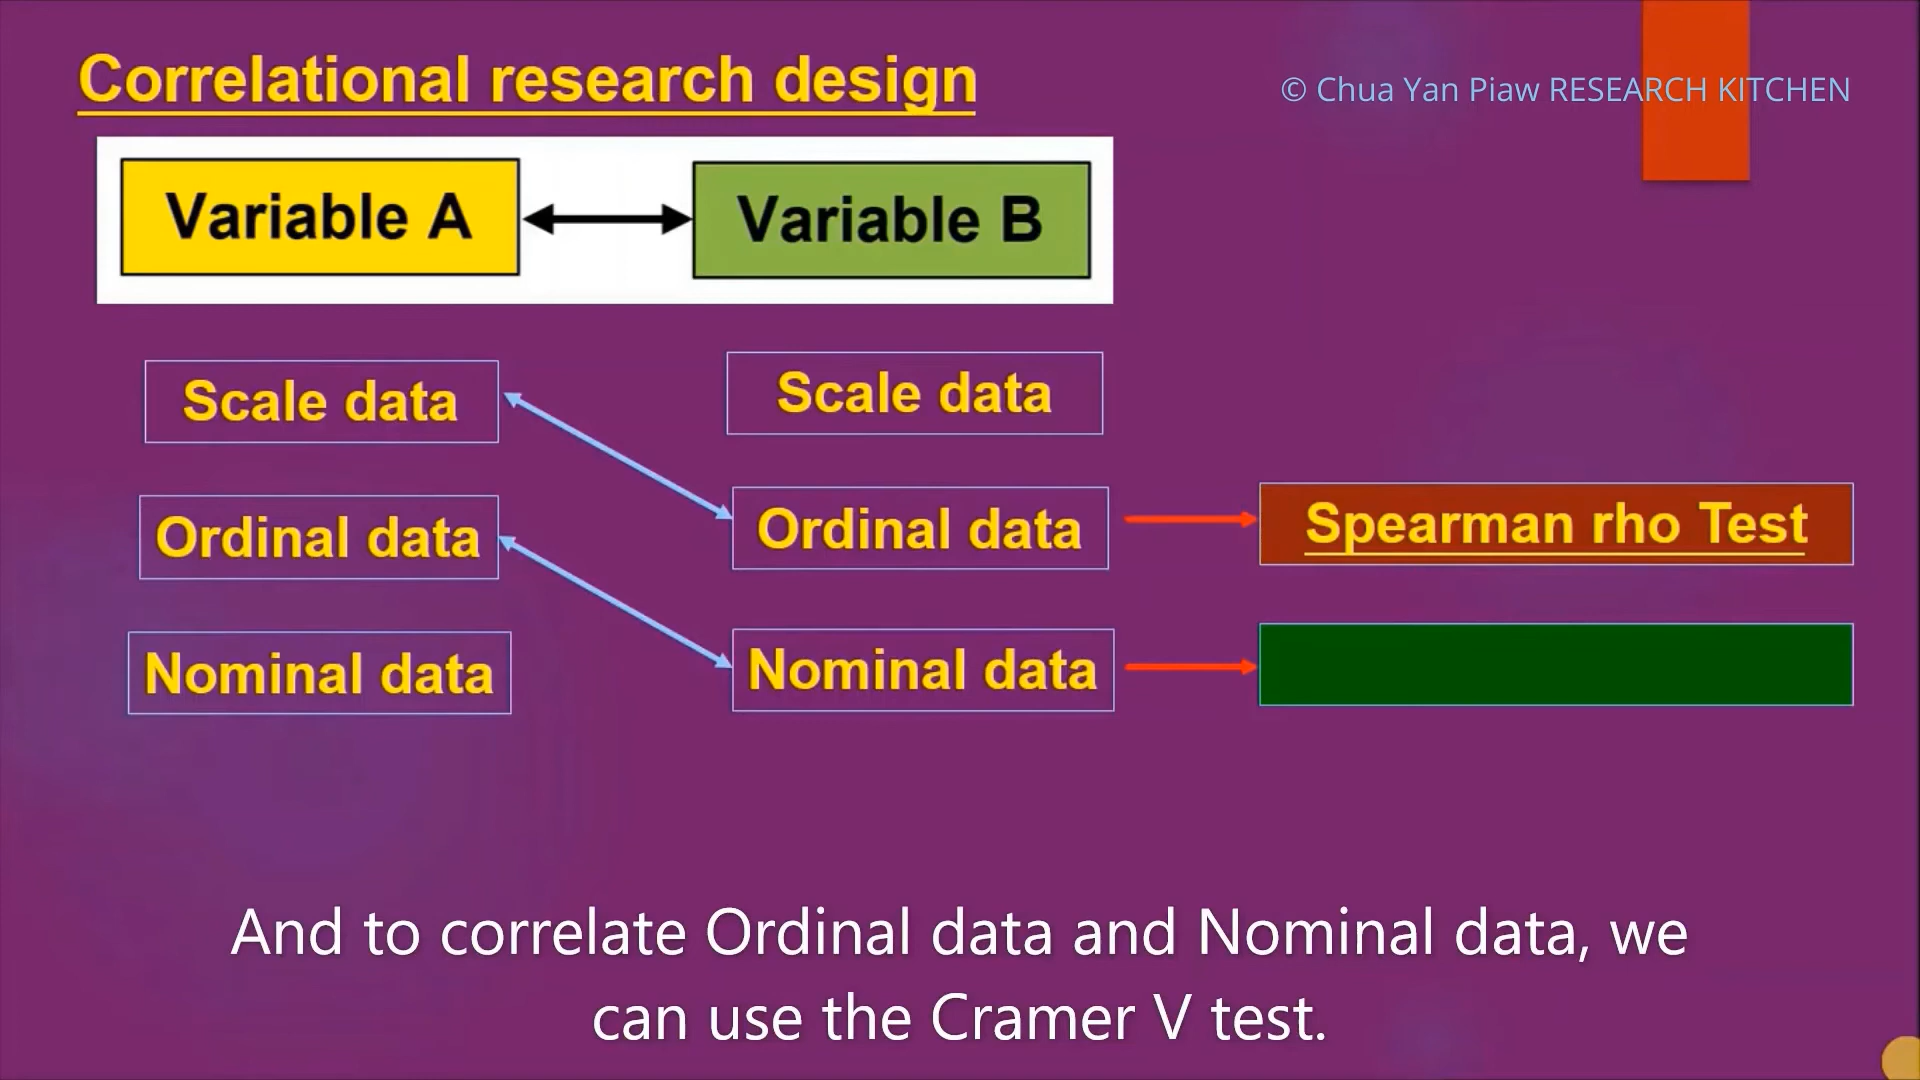 Correlational research design
© Chua Yan Piaw RESEARCH KITCHEN
Variable A
Variable B
Scale data
Scale data
Ordinal data
Ordinal data
Spearman rho Test
Nominal data
Nominal data
And to correlate Ordinal data and Nominal data, we
can use the Cramer V test.